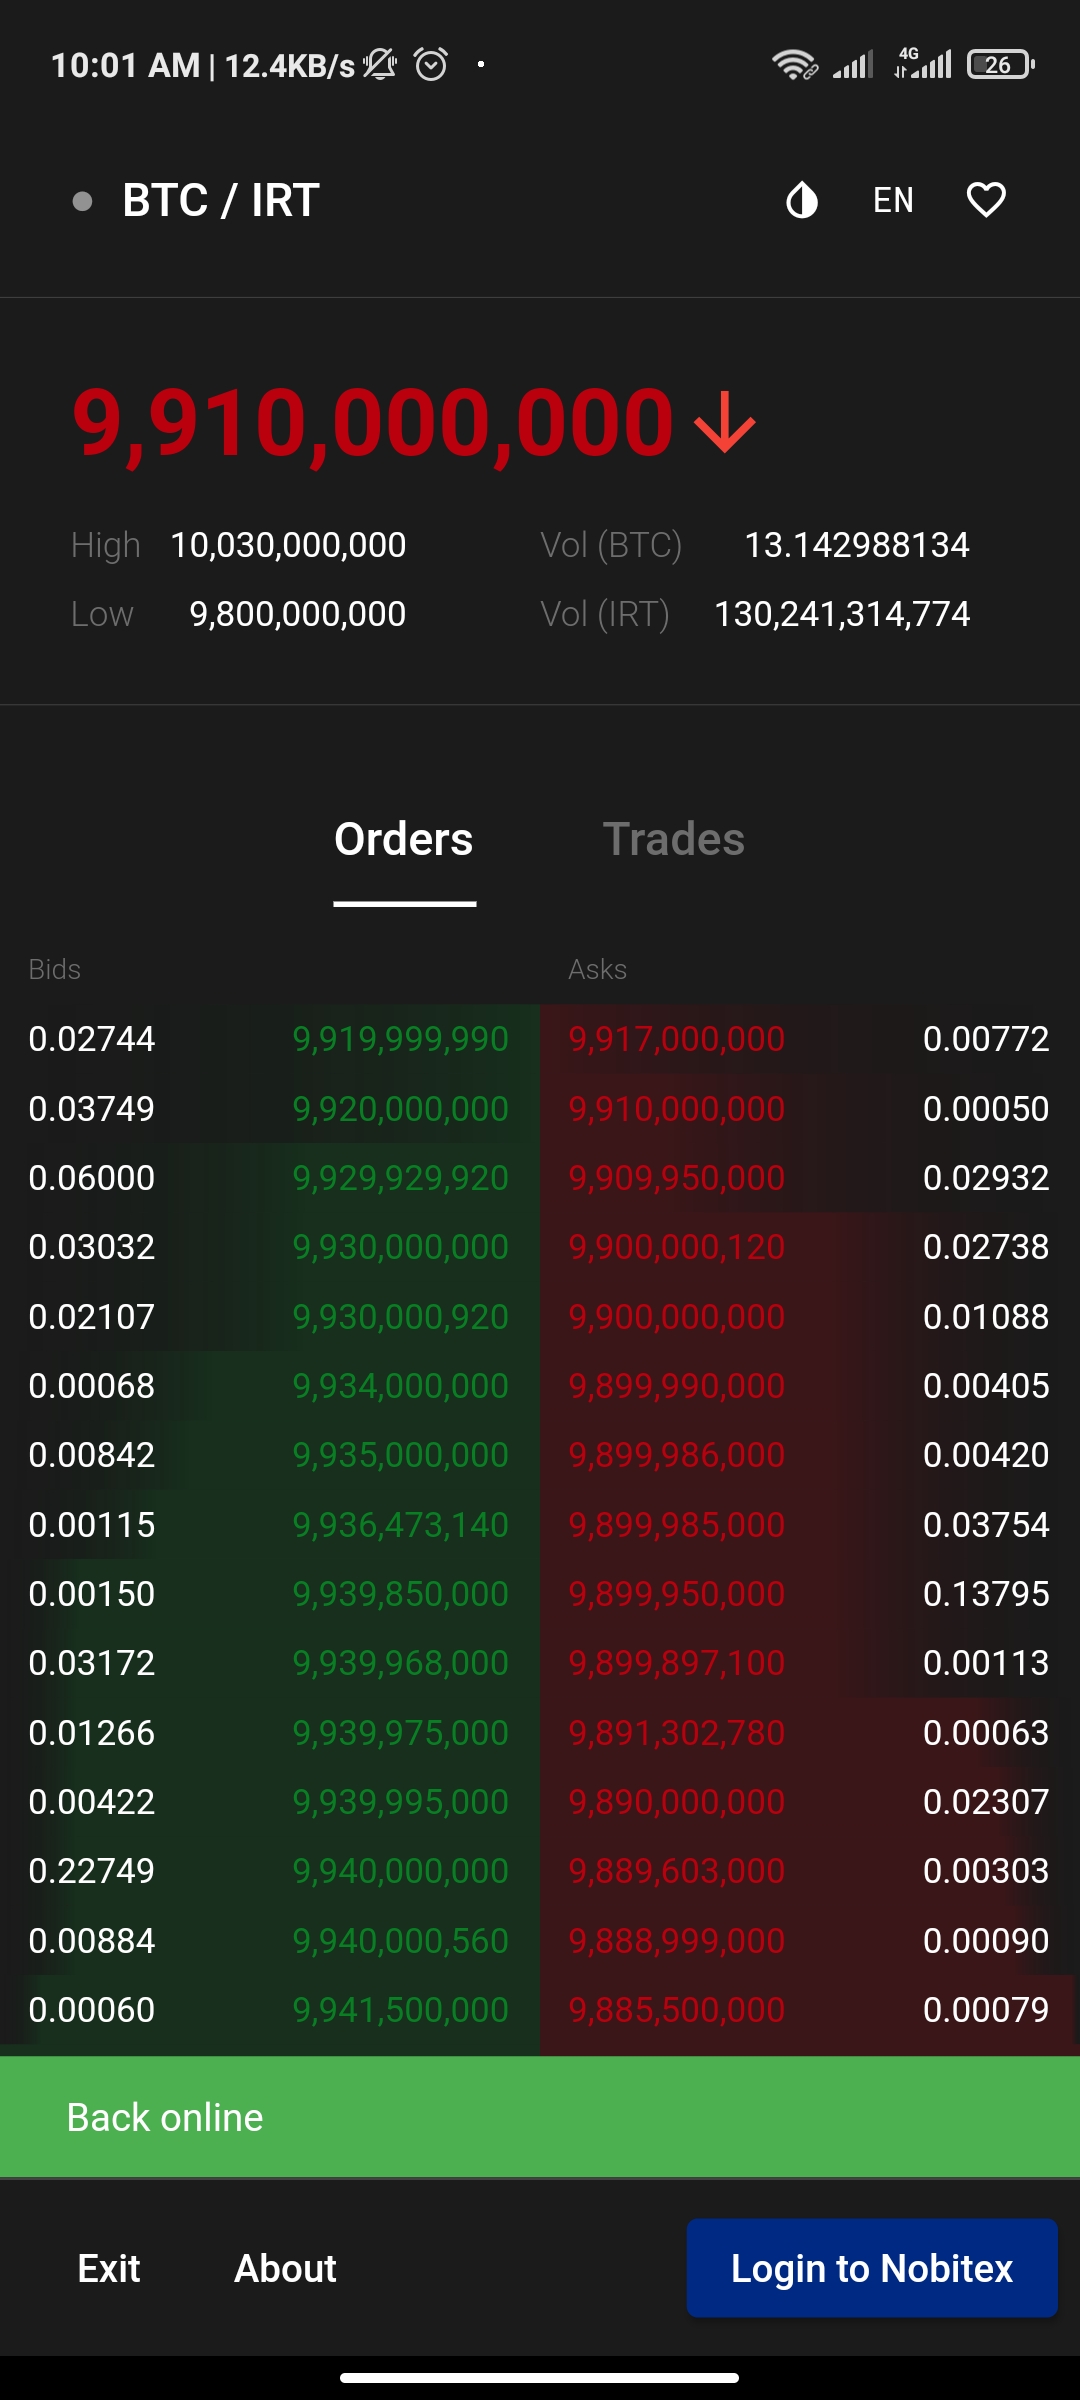 10:01 AM | 12.4KB/s 4G 26
BTC / IRT EN
9,910,000,000
High 10,030,000,000 Vol (BTC) 13.142988134
Low 9,800,000,000 Vol (IRT) 130,241,314,774
Orders Trades
Bids Asks
0.02744 9,919,999,990 9,917,000,000 0.00772
0.03749 9,920,000,000 9,910,000,000 0.00050
0.06000 9,929,929,920 9,909,950,000 0.02932
0.03032 9,930,000,000 9,900,000,120 0.02738
0.02107 9,930,000,920 9,900,000,000 0.01088
0.00068 9,934,000,000 9,899,990,000 0.00405
0.00842 9,935,000,000 9,899,986,000 0.00420
0.00115 9,936,473,140 9,899,985,000 0.03754
0.00150 9,939,850,000 9,899,950,000 0.13795
0.03172 9,939,968,000 9,899,897,100 0.00113
0.01266 9,939,975,000 9,891,302,780 0.00063
0.00422 9,939,995,000 9,890,000,000 0.02307
0.22749 9,940,000,000 9,889,603,000 0.00303
0.00884 9,940,000,560 9,888,999,000 0.00090
0.00060 9,941,500,000 9,885,500,000 0.00079
Back online
Exit About Login to Nobitex